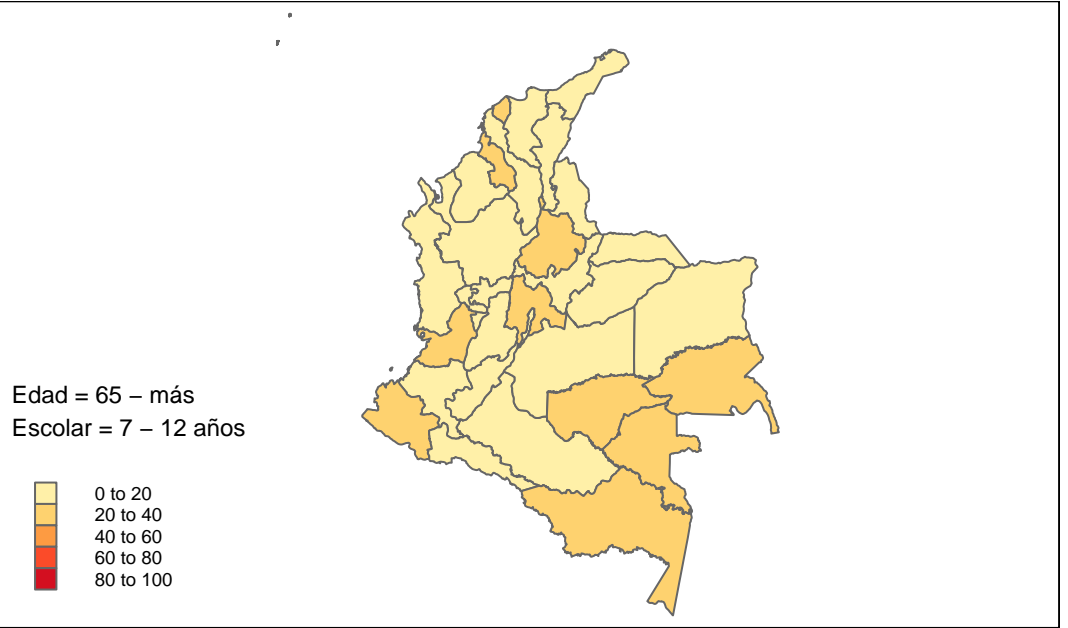 Edad = 65 – más
Escolar = 7 – 12 años
0 to 20
20 to 40
40 to 60
60 to 80
80 to 100